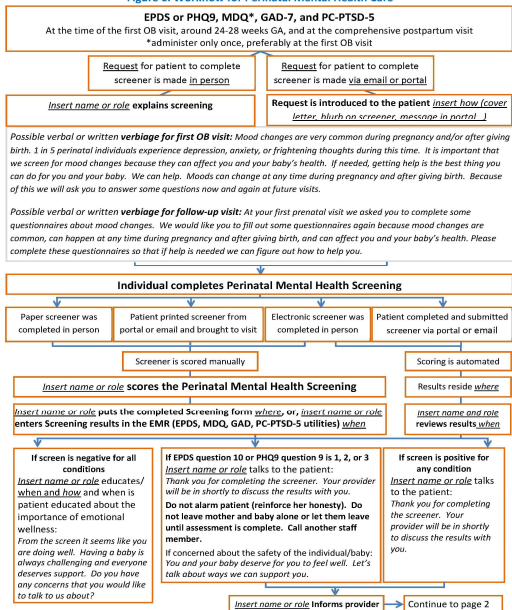 Figure 3. Workflow for Perinatal Mental Health Care
EPDS or PHQ9, MDQ*, GAD-7, and PC-PTSD-5
At the time of the first OB visit, around 24-28 weeks GA, and at the comprehensive postpartum visit
*administer only once, preferably at the first OB visit
Request for patient to complete
screener is made in person
Request for patient to complete
screener is made via email or portal
Insert name or role explains screening
Request is introduced to the patient insert how (cover
letter, blurb on screener, message in portal...)
Possible verbal or written verbiage for first OB visit: Mood changes are very common during pregnancy and/or after giving
birth. 1 in 5 perinatal individuals experience depression, anxiety, or frightening thoughts during this time. It is important that
we screen for mood changes because they can affect you and your baby's health. If needed, getting help is the best thing you
can do for you and your baby. We can help. Moods can change at any time during pregnancy and after giving birth. Because
of this we will ask you to answer some questions now and again at future visits.
Possible verbal or written verbiage for follow-up visit: At your first prenatal visit we asked you to complete some
questionnaires about mood changes. We would like you to fill out some questionnaires again because mood changes are
common, can happen at any time during pregnancy and after giving birth, and can affect you and your baby's health. Please
complete these questionnaires so that if help is needed we can figure out how to help you.
Individual completes Perinatal Mental Health Screening
Paper screener was
completed in person
Patient printed screener from
portal or email and brought to visit
Electronic screener was
completed in person
Patient completed and submitted
screener via portal or email
Screener is scored manually
Scoring is automated
Insert name or role scores the Perinatal Mental Health Screening
Results reside where
Insert name or role puts the completed Screening form where, or, insert name or role
enters Screening results in the EMR (EPDS, MDQ, GAD, PC-PTSD-5 utilities) when
Insert name and role
reviews results when
If screen is negative for all
conditions
Insert name or role educates/
when and how and when is
patient educated about the
importance of emotional
wellness:
From the screen it seems like you
are doing well. Having a baby is
always challenging and everyone
deserves support. Do you have
any concerns that you would like
to talk to us about?
If EPDS question 10 or PHQ9 question 9 is 1, 2, or 3
Insert name or role talks to the patient:
Thank you for completing the screener. Your provider
will be in shortly to discuss the results with you.
Do not alarm patient (reinforce her honesty). Do
not leave mother and baby alone or let them leave
until assessment is complete. Call another staff
member.
If concerned about the safety of the individual/baby:
You and your baby deserve for you to feel well. Let's
talk about ways we can support you.
If screen is positive for
any condition
Insert name or role talks
to the patient:
Thank you for completing
the screener. Your
provider will be in shortly
to discuss the results with
you.
Insert name or role Informs provider
Continue to page 2